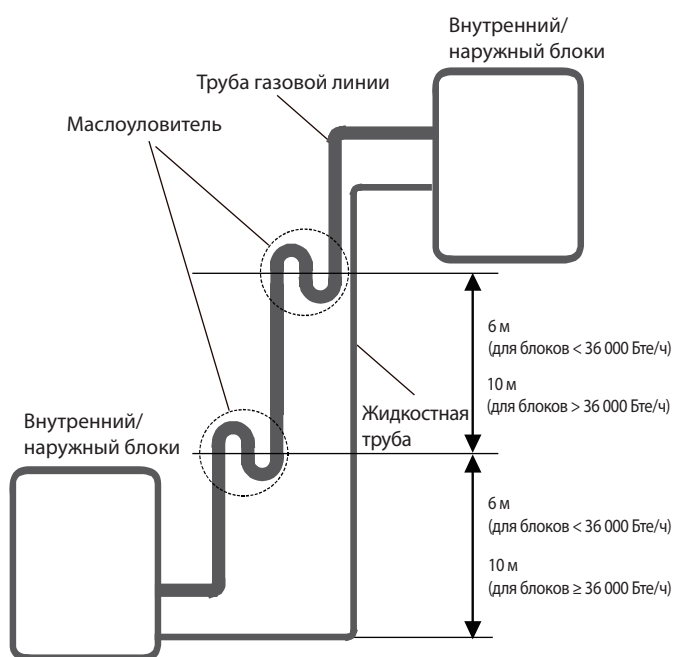 Внутренний/
наружный блоки
Труба газовой линии
Маслоуловитель
6 м
(для блоков < 36 000 Бте/ч)
10 м
(для блоков > 36 000 Бте/ч)
Жидкостная
труба
Внутренний/
наружный блоки
6 м
(для блоков < 36 000 Бте/ч)
10 м
(для блоков ≥ 36 000 Бте/ч)